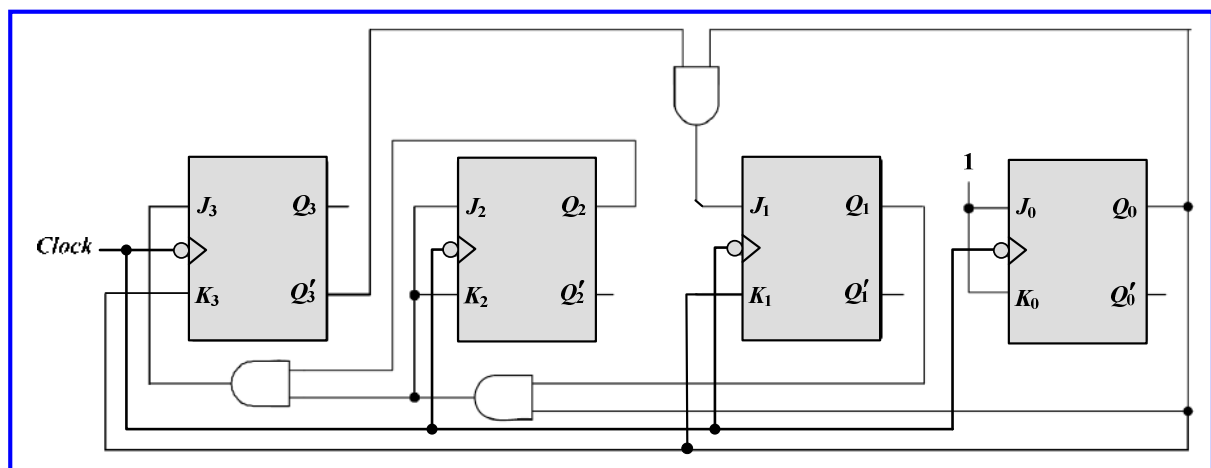 1
J₃ Q₃ J₂ Q₂ J₁ Q₁ J₀ Q₀
Clock
K₃ Q₃′ K₂ Q₂′ K₁ Q₁′ K₀ Q₀′